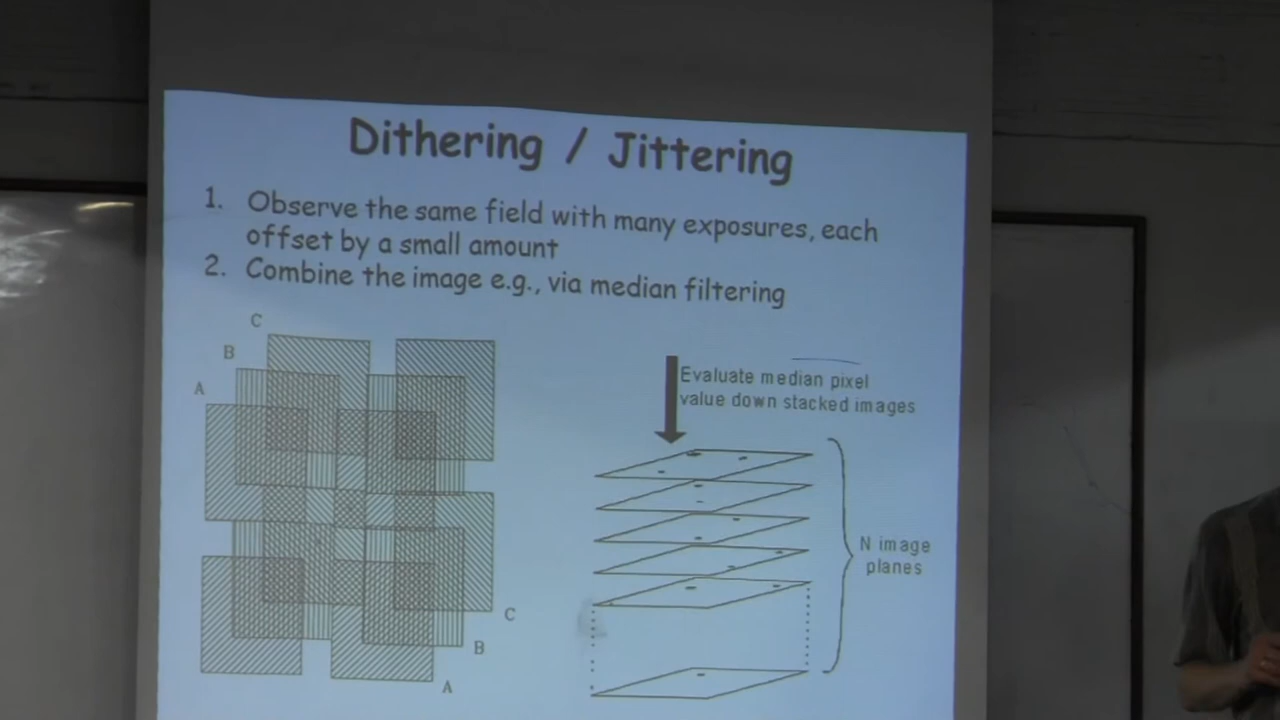 Dithering / Jittering
1. Observe the same field with many exposures, each
offset by a small amount
2. Combine the image e.g., via median filtering
C
B
A
Evaluate median pixel
value down stacked images
N image
planes
C
B
A